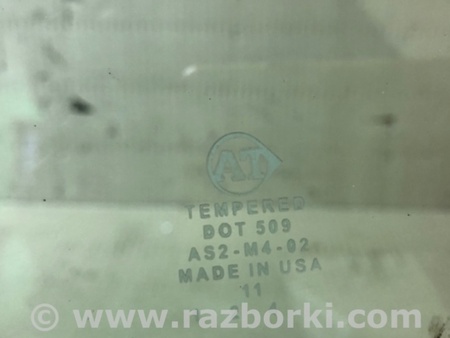 AT
TEMPERED
DOT 509
AS2-M4-02
MADE IN USA
11
© www.razborki.com